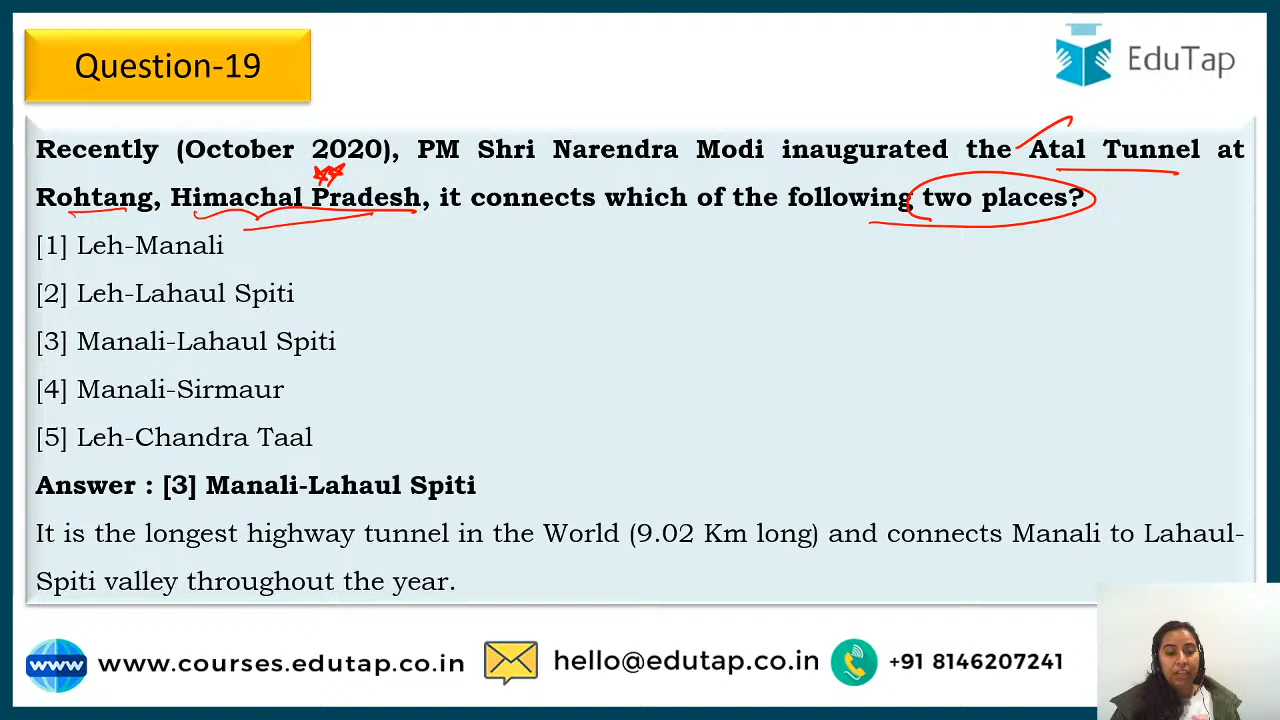 Question-19
EduTap
Recently (October 2020), PM Shri Narendra Modi inaugurated the Atal Tunnel at
Rohtang, Himachal Pradesh, it connects which of the following two places?
[1] Leh-Manali
[2] Leh-Lahaul Spiti
[3] Manali-Lahaul Spiti
[4] Manali-Sirmaur
[5] Leh-Chandra Taal
Answer : [3] Manali-Lahaul Spiti
It is the longest highway tunnel in the World (9.02 Km long) and connects Manali to Lahaul-
Spiti valley throughout the year.
www www.courses.edutap.co.in hello@edutap.co.in +91 8146207241